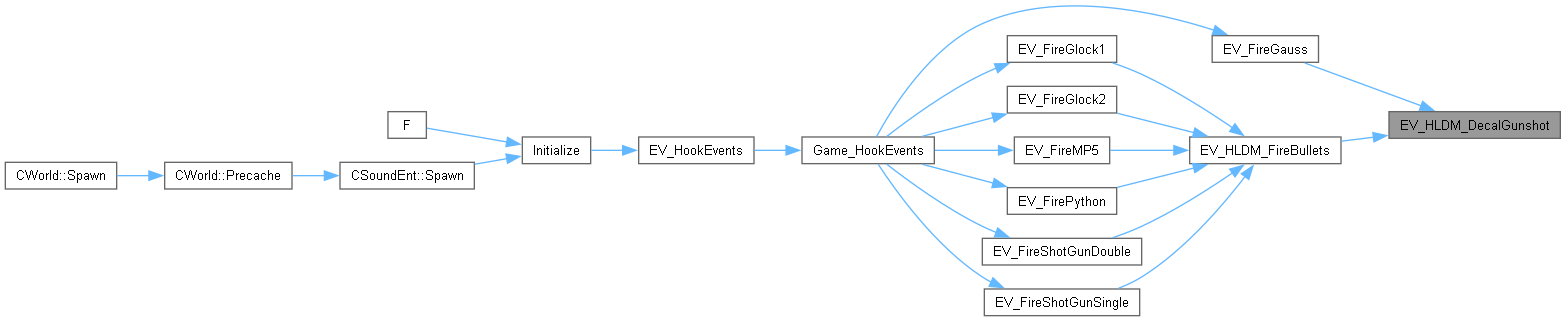 EV_FireGauss
EV_FireGlock1
EV_FireGlock2
F
EV_HLDM_DecalGunshot
Initialize
EV_HookEvents
Game_HookEvents
EV_FireMP5
EV_HLDM_FireBullets
CWorld::Spawn
CWorld::Precache
CSoundEnt::Spawn
EV_FirePython
EV_FireShotGunDouble
EV_FireShotGunSingle